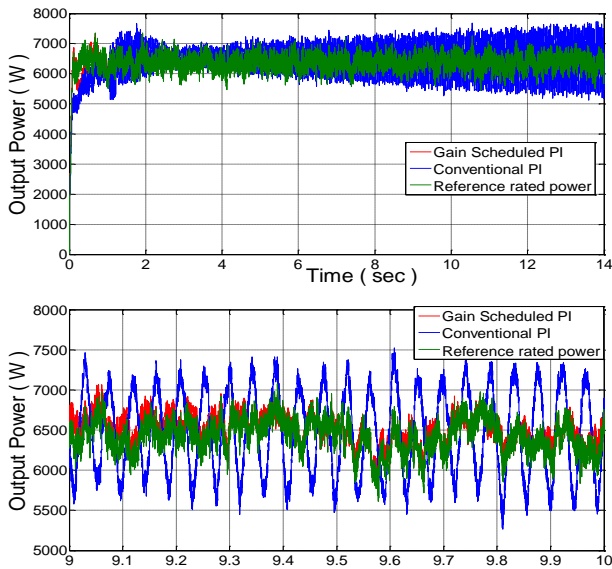 8000
7000
6000
5000
4000
3000
2000
1000
0
Output Power ( W )
Gain Scheduled PI
Conventional PI
Reference rated power
0 2 4 6 8 10 12 14
Time ( sec )
8000
7500
7000
6500
6000
5500
5000
Output Power ( W )
Gain Scheduled PI
Conventional PI
Reference rated power
9 9.1 9.2 9.3 9.4 9.5 9.6 9.7 9.8 9.9 10